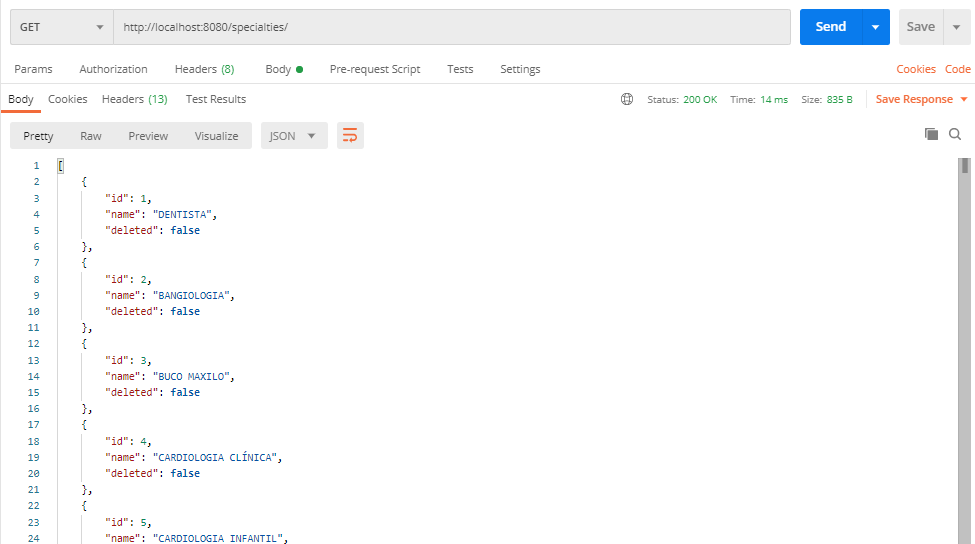 GET http://localhost:8080/specialties/ Send Save
Params Authorization Headers (8) Body Pre-request Script Tests Settings Cookies Code
Body Cookies Headers (13) Test Results Status: 200 OK Time: 14 ms Size: 835 B Save Response
Pretty Raw Preview Visualize JSON
1 [
2 {
3 "id": 1,
4 "name": "DENTISTA",
5 "deleted": false
6 },
7 {
8 "id": 2,
9 "name": "BANGIOLOGIA",
10 "deleted": false
11 },
12 {
13 "id": 3,
14 "name": "BUCO MAXILO",
15 "deleted": false
16 },
17 {
18 "id": 4,
19 "name": "CARDIOLOGIA CLÍNICA",
20 "deleted": false
21 },
22 {
23 "id": 5,
24 "name": "CARDIOLOGIA INFANTIL",